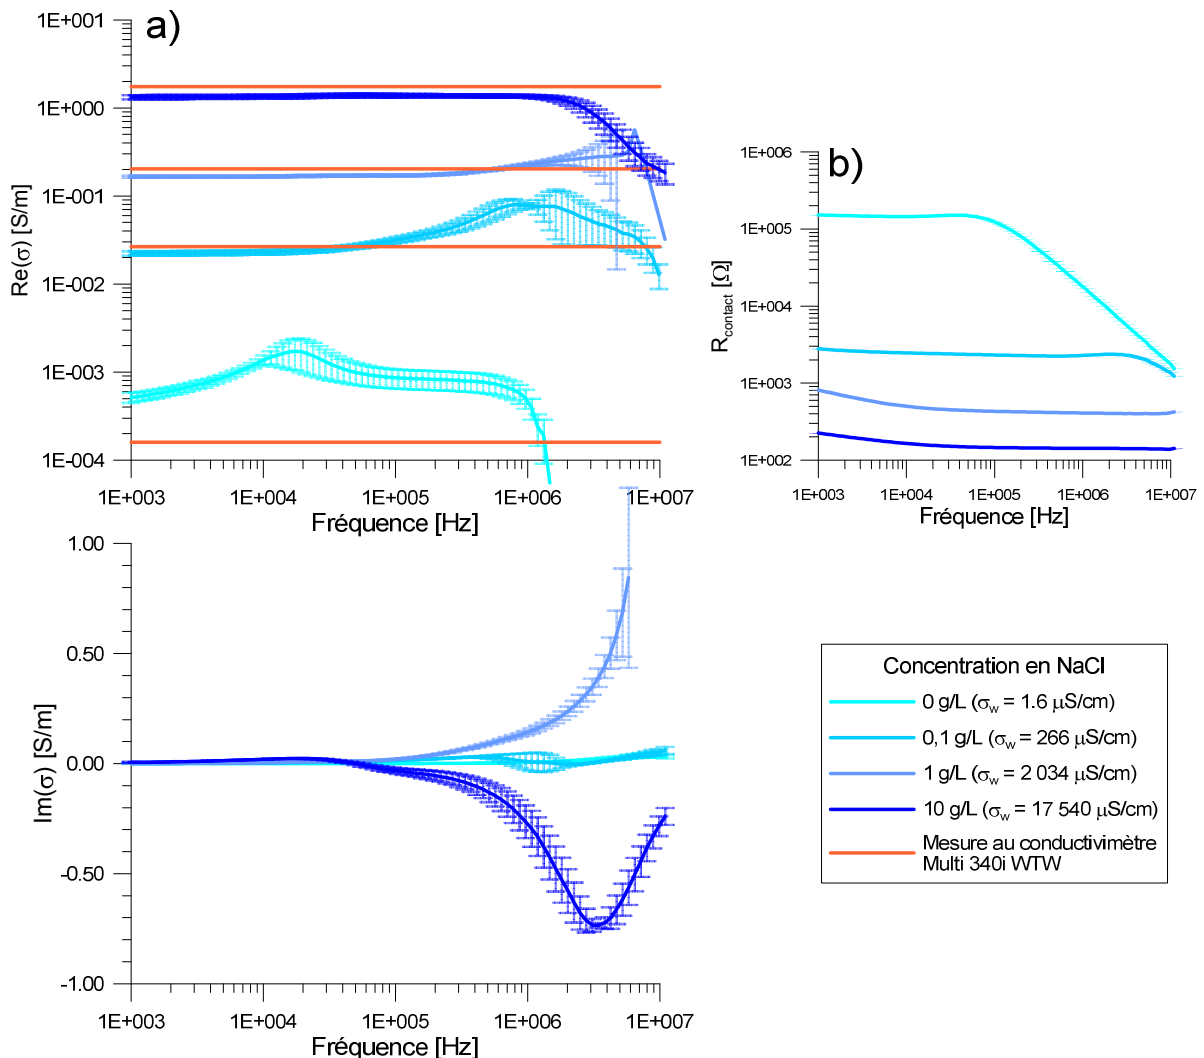 a)
1E+001
1E+000
1E-001
1E-002
1E-003
1E-004
Re(σ) [S/m]
1E+003 1E+004 1E+005 1E+006 1E+007
Fréquence [Hz]
b)
1E+006
1E+005
1E+004
1E+003
1E+002
Rcontact [Ω]
1E+003 1E+004 1E+005 1E+006 1E+007
Fréquence [Hz]
1.00
0.50
0.00
-0.50
-1.00
Im(σ) [S/m]
1E+003 1E+004 1E+005 1E+006 1E+007
Fréquence [Hz]
Concentration en NaCl
0 g/L (σw = 1.6 μS/cm)
0,1 g/L (σw = 266 μS/cm)
1 g/L (σw = 2 034 μS/cm)
10 g/L (σw = 17 540 μS/cm)
Mesure au conductivimètre
Multi 340i WTW